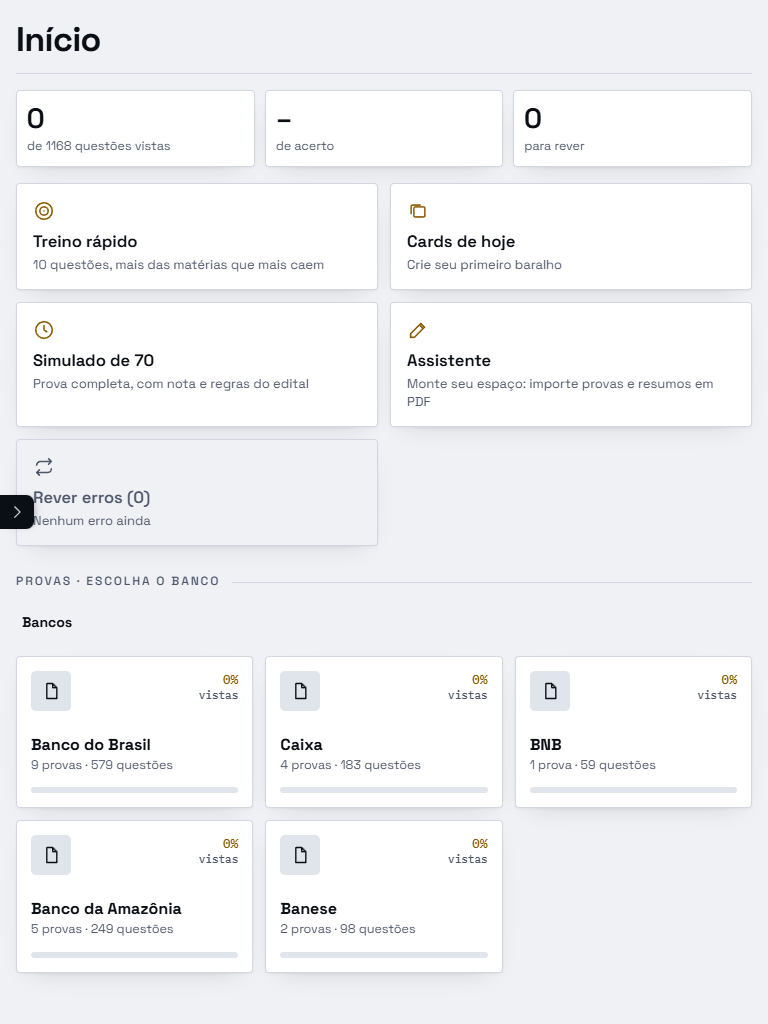 Início
0
de 1168 questões vistas
–
de acerto
0
para rever
Treino rápido
10 questões, mais das matérias que mais caem
Cards de hoje
Crie seu primeiro baralho
Simulado de 70
Prova completa, com nota e regras do edital
Assistente
Monte seu espaço: importe provas e resumos em
PDF
Rever erros (0)
Nenhum erro ainda
PROVAS · ESCOLHA O BANCO
Bancos
0%
vistas
Banco do Brasil
9 provas · 579 questões
0%
vistas
Caixa
4 provas · 183 questões
0%
vistas
BNB
1 prova · 59 questões
0%
vistas
Banco da Amazônia
5 provas · 249 questões
0%
vistas
Banese
2 provas · 98 questões